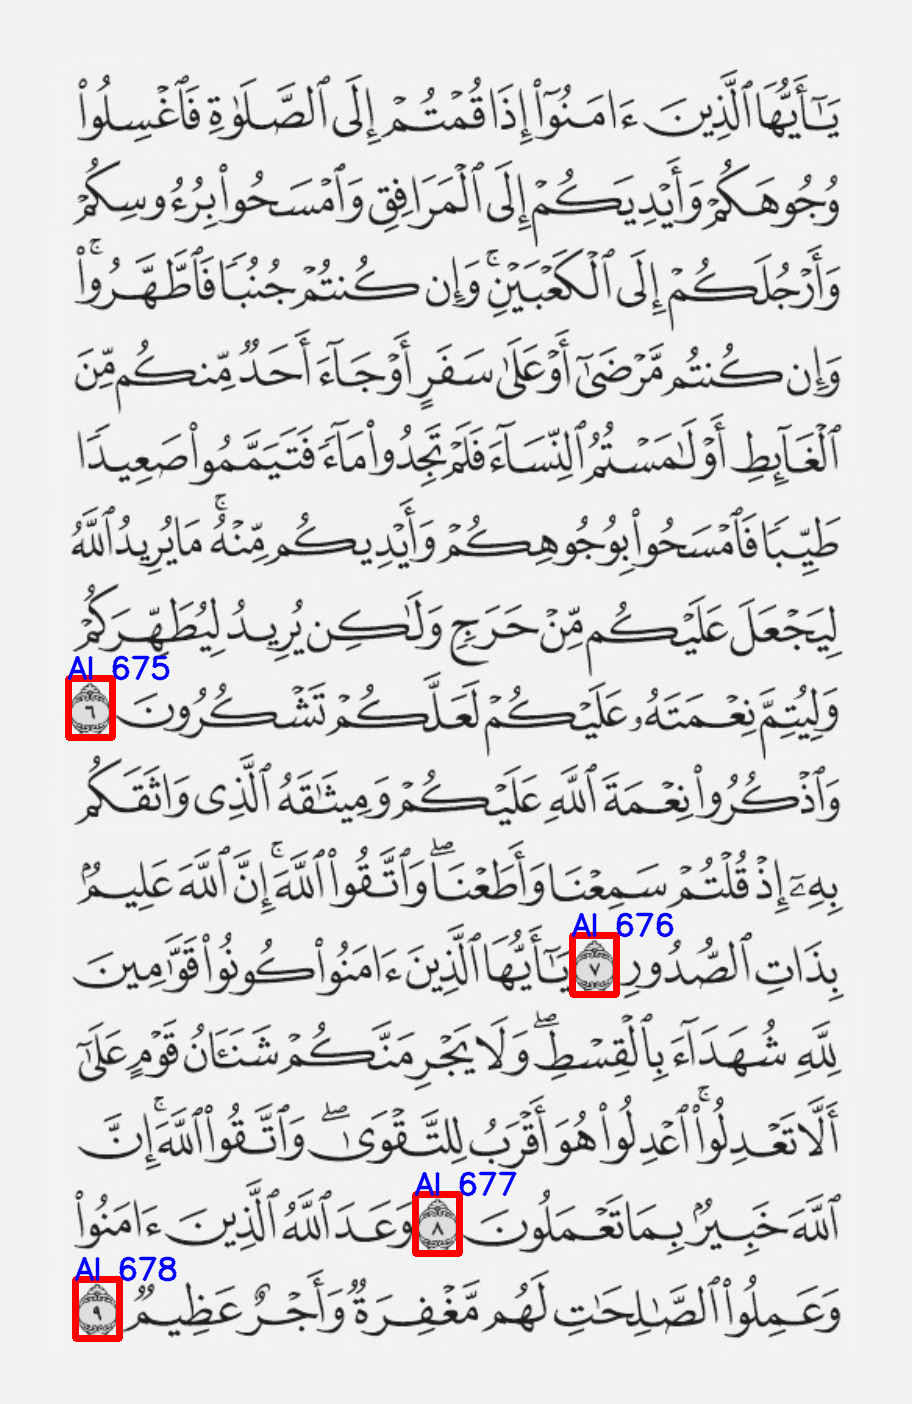 يَـٰٓأَيُّهَا ٱلَّذِينَ ءَامَنُوٓا۟ إِذَا قُمْتُمْ إِلَى ٱلصَّلَوٰةِ فَٱغْسِلُوا۟
وُجُوهَكُمْ وَأَيْدِيَكُمْ إِلَى ٱلْمَرَافِقِ وَٱمْسَحُوا۟ بِرُءُوسِكُمْ
وَأَرْجُلَكُمْ إِلَى ٱلْكَعْبَيْنِ ۚ وَإِن كُنتُمْ جُنُبًا فَٱطَّهَّرُوا۟ ۚ
وَإِن كُنتُم مَّرْضَىٰٓ أَوْ عَلَىٰ سَفَرٍ أَوْ جَآءَ أَحَدٌ مِّنكُم مِّنَ
ٱلْغَآئِطِ أَوْ لَـٰمَسْتُمُ ٱلنِّسَآءَ فَلَمْ تَجِدُوا۟ مَآءً فَتَيَمَّمُوا۟ صَعِيدًا
طَيِّبًا فَٱمْسَحُوا۟ بِوُجُوهِكُمْ وَأَيْدِيكُم مِّنْهُ ۚ مَا يُرِيدُ ٱللَّهُ
لِيَجْعَلَ عَلَيْكُم مِّنْ حَرَجٍ وَلَـٰكِن يُرِيدُ لِيُطَهِّرَكُمْ
AI_675
وَلِيُتِمَّ نِعْمَتَهُۥ عَلَيْكُمْ لَعَلَّكُمْ تَشْكُرُونَ ٦
وَٱذْكُرُوا۟ نِعْمَةَ ٱللَّهِ عَلَيْكُمْ وَمِيثَـٰقَهُ ٱلَّذِى وَاثَقَكُم
بِهِۦٓ إِذْ قُلْتُمْ سَمِعْنَا وَأَطَعْنَا ۖ وَٱتَّقُوا۟ ٱللَّهَ ۚ إِنَّ ٱللَّهَ عَلِيمٌۢ
AI_676
بِذَاتِ ٱلصُّدُورِ ٧ يَـٰٓأَيُّهَا ٱلَّذِينَ ءَامَنُوا۟ كُونُوا۟ قَوَّٰمِينَ
لِلَّهِ شُهَدَآءَ بِٱلْقِسْطِ ۖ وَلَا يَجْرِمَنَّكُمْ شَنَـَٔانُ قَوْمٍ عَلَىٰٓ
أَلَّا تَعْدِلُوا۟ ۚ ٱعْدِلُوا۟ هُوَ أَقْرَبُ لِلتَّقْوَىٰ ۖ وَٱتَّقُوا۟ ٱللَّهَ ۚ إِنَّ
AI_677
ٱللَّهَ خَبِيرٌۢ بِمَا تَعْمَلُونَ ٨ وَعَدَ ٱللَّهُ ٱلَّذِينَ ءَامَنُوا۟
AI_678
وَعَمِلُوا۟ ٱلصَّـٰلِحَـٰتِ لَهُم مَّغْفِرَةٌ وَأَجْرٌ عَظِيمٌ ٩